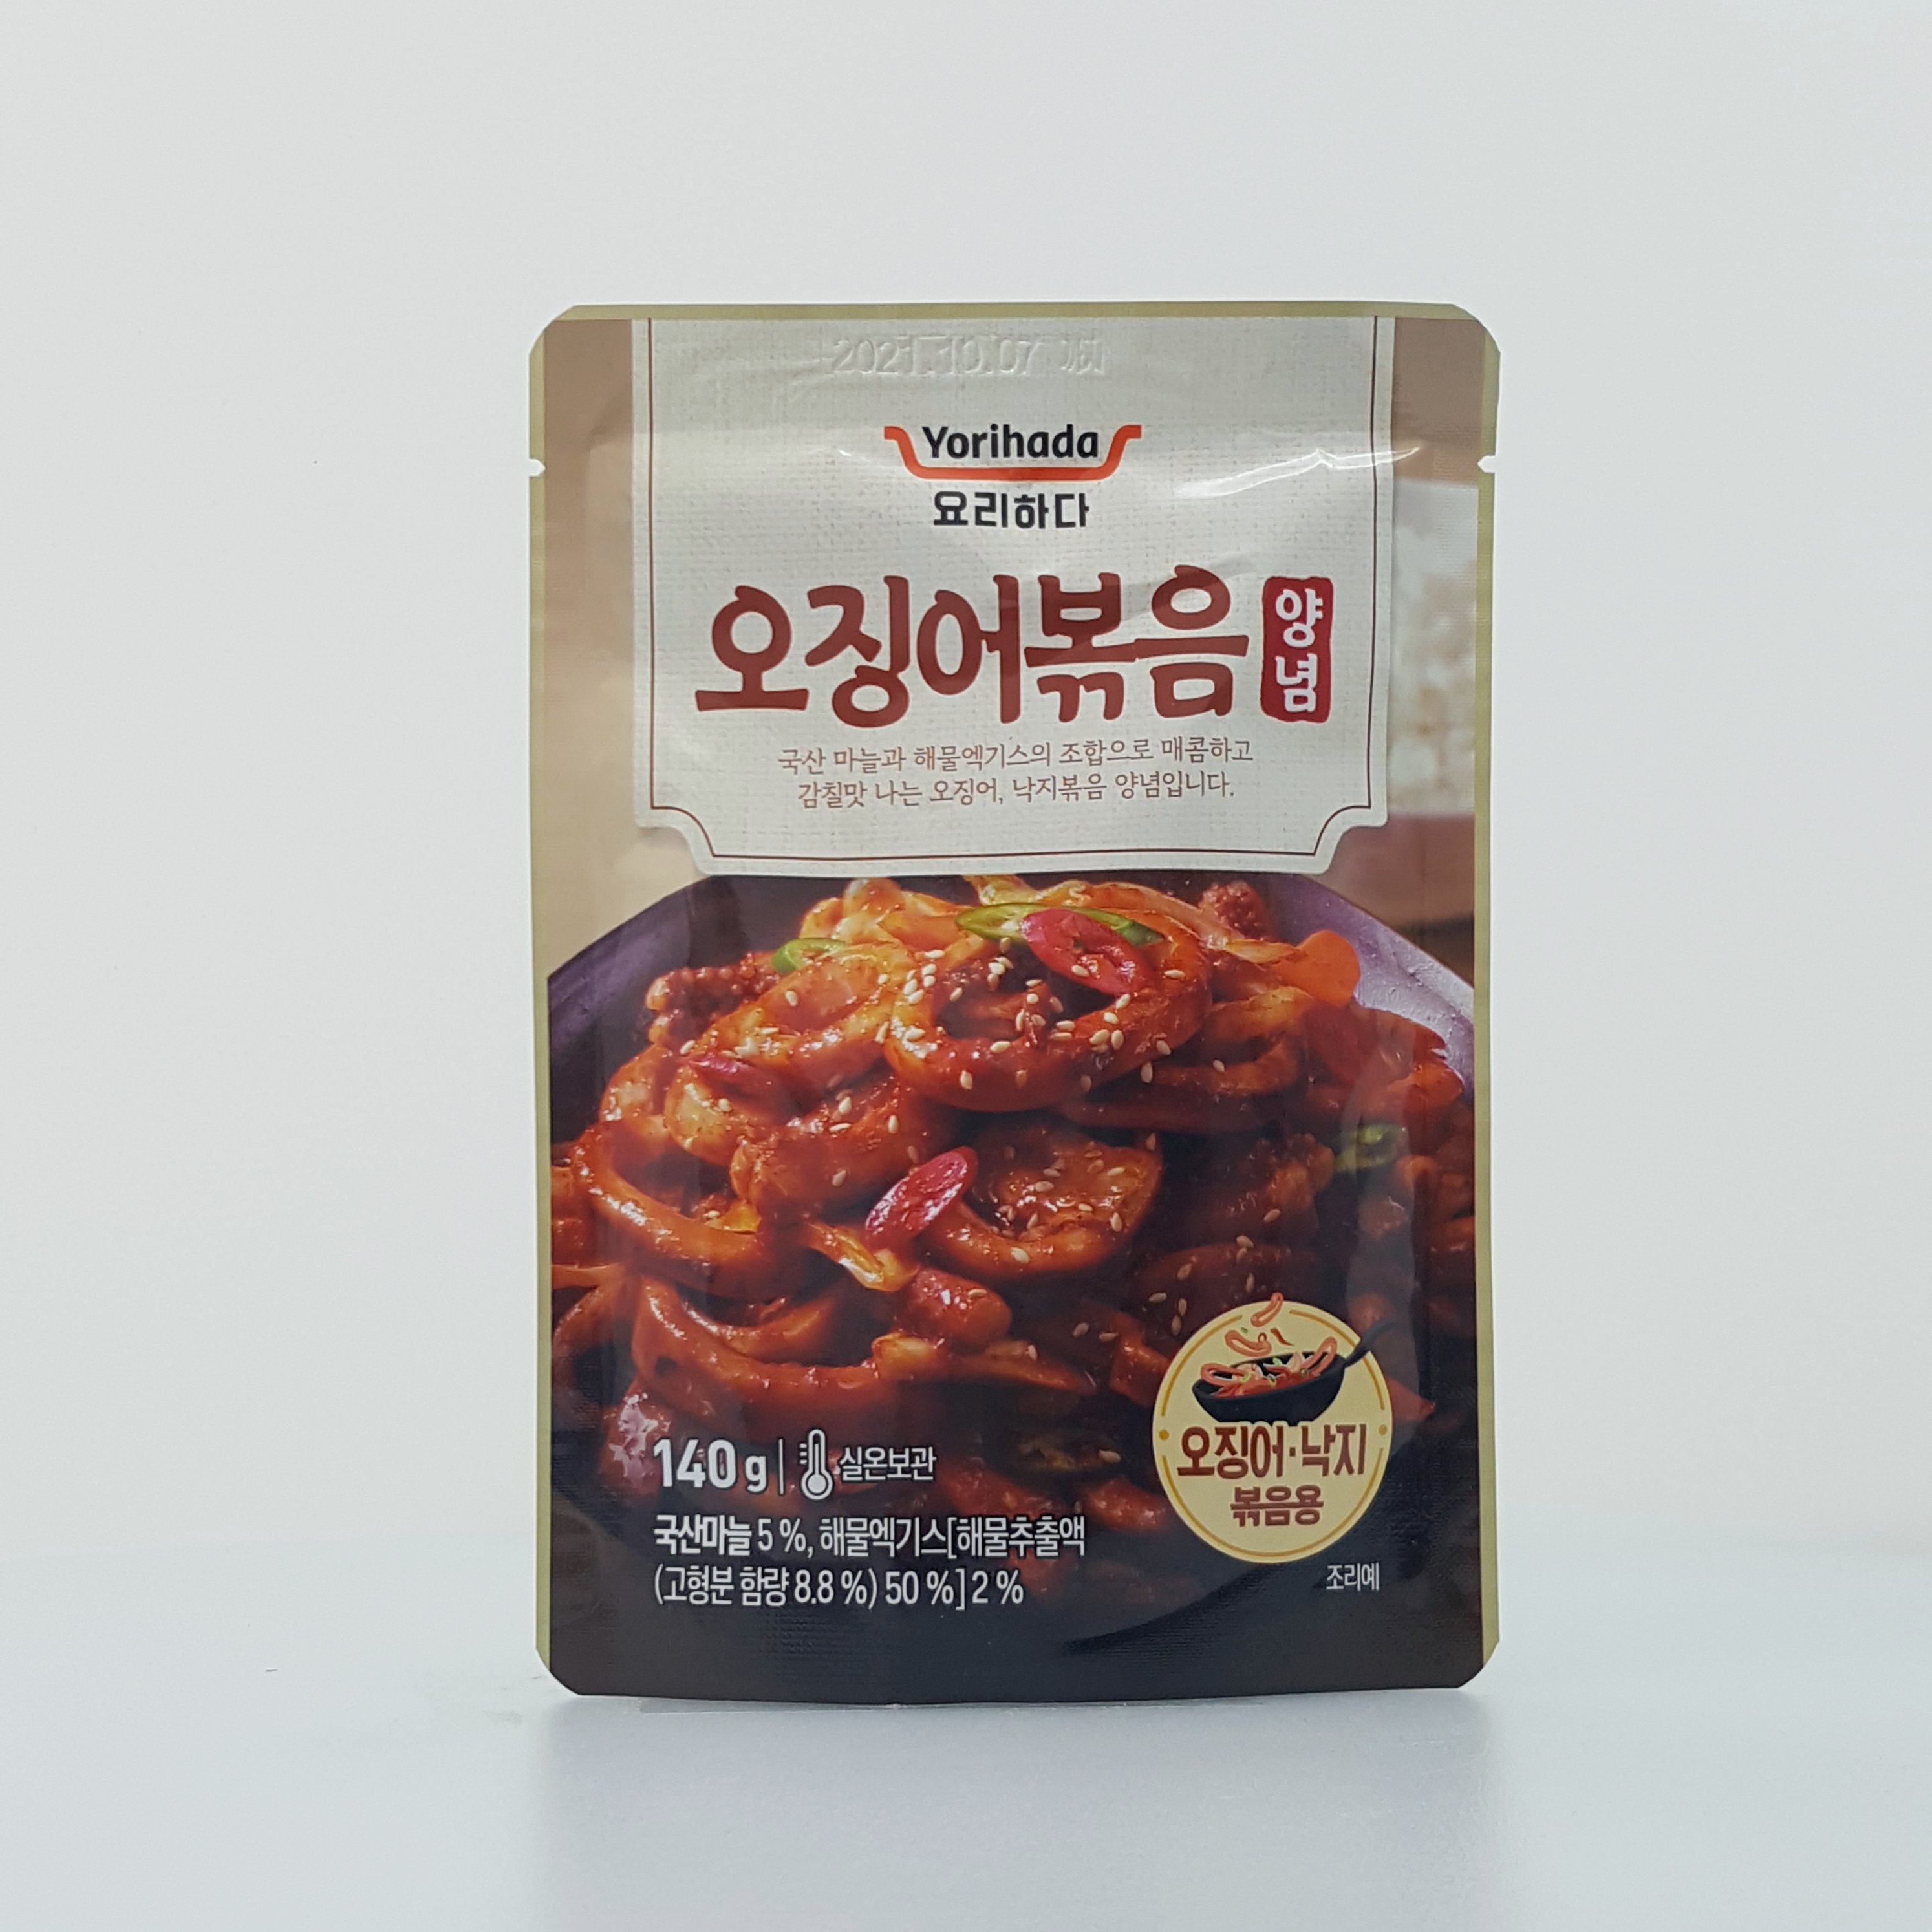 2021.10.07
Yorihada
요리하다
오징어볶음 양념
국산 마늘과 해물엑기스의 조합으로 매콤하고
감칠맛 나는 오징어, 낙지볶음 양념입니다.
오징어·낙지
볶음용
140 g | 실온보관
국산마늘 5 %, 해물엑기스[해물추출액
(고형분 함량 8.8 %) 50 %] 2 %
조리예